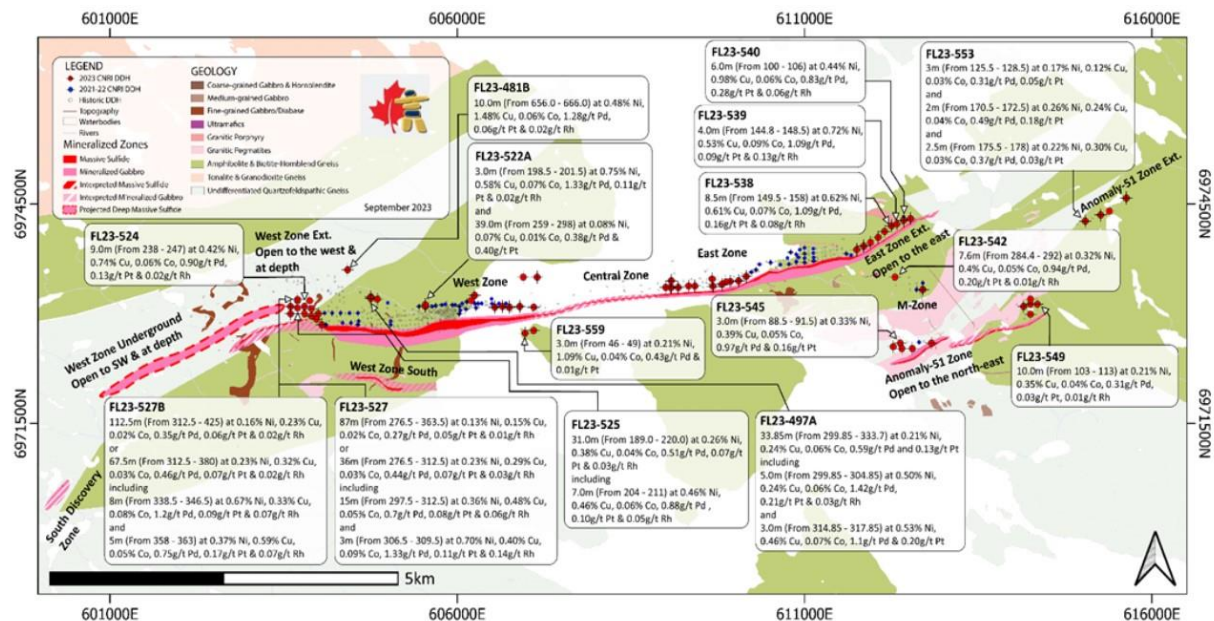 601000E
606000E
611000E
616000E
6974500N
6971500N
LEGEND
2023 CNRI DDH
2021-22 CNRI DDH
Historic DDH
Topography
Waterbodies
Rivers
Mineralized Zones
Massive Sulfide
Mineralized Gabbro
Interpreted Massive Sulfide
Interpreted Mineralized Gabbro
Projected Deep Massive Sulfide
GEOLOGY
Coarse-grained Gabbro & Hornblendite
Medium-grained Gabbro
Fine-grained Gabbro/Diabase
Ultramafics
Granitic Porphyry
Granitic Pegmatites
Amphibolite & Biotite-Hornblend Gneiss
Tonalite & Granodiorite Gneiss
Undifferentiated Quartzofeldspathic Gneiss
September 2023
FL23-481B
10.0m (From 656.0 - 666.0) at 0.48% Ni,
1.48% Cu, 0.06% Co, 1.28g/t Pd,
0.06g/t Pt & 0.02g/t Rh
FL23-522A
3.0m (From 198.5 - 201.5) at 0.75% Ni,
0.58% Cu, 0.07% Co, 1.33g/t Pd, 0.11g/t
Pt & 0.02g/t Rh
and
39.0m (From 259 - 298) at 0.08% Ni,
0.07% Cu, 0.01% Co, 0.38g/t Pd &
0.40g/t Pt
FL23-540
6.0m (From 100 - 106) at 0.44% Ni,
0.98% Cu, 0.06% Co, 0.83g/t Pd,
0.28g/t Pt & 0.06g/t Rh
FL23-539
4.0m (From 144.8 - 148.5) at 0.72% Ni,
0.53% Cu, 0.09% Co, 1.09g/t Pd,
0.09g/t Pt & 0.13g/t Rh
FL23-538
8.5m (From 149.5 - 158) at 0.62% Ni,
0.61% Cu, 0.07% Co, 1.09g/t Pd,
0.16g/t Pt & 0.08g/t Rh
FL23-553
3m (From 125.5 - 128.5) at 0.17% Ni, 0.12% Cu,
0.03% Co, 0.31g/t Pd, 0.05g/t Pt
and
2m (From 170.5 - 172.5) at 0.26% Ni, 0.24% Cu,
0.04% Co, 0.49g/t Pd, 0.18g/t Pt
and
2.5m (From 175.5 - 178) at 0.22% Ni, 0.30% Cu,
0.03% Co, 0.37g/t Pd, 0.03g/t Pt
FL23-524
9.0m (From 238 - 247) at 0.42% Ni,
0.74% Cu, 0.06% Co, 0.90g/t Pd,
0.13g/t Pt & 0.02g/t Rh
West Zone Ext.
Open to the west &
at depth
West Zone
Central Zone
East Zone
East Zone Ext.
Open to the east
Anomaly-51 Zone Ext.
M-Zone
FL23-542
7.6m (From 284.4 - 292) at 0.32% Ni,
0.4% Cu, 0.05% Co, 0.94g/t Pd,
0.20g/t Pt & 0.01g/t Rh
FL23-545
3.0m (From 88.5 - 91.5) at 0.33% Ni,
0.39% Cu, 0.05% Co,
0.97g/t Pd & 0.16g/t Pt
Anomaly-51 Zone
Open to the north-east
FL23-549
10.0m (From 103 - 113) at 0.21% Ni,
0.35% Cu, 0.04% Co, 0.31g/t Pd,
0.03g/t Pt, 0.01g/t Rh
FL23-559
3.0m (From 46 - 49) at 0.21% Ni,
1.09% Cu, 0.04% Co, 0.43g/t Pd &
0.01g/t Pt
West Zone Underground
Open to SW & at depth
West Zone South
South Discovery
Zone
FL23-527B
112.5m (From 312.5 - 425) at 0.16% Ni, 0.23% Cu,
0.02% Co, 0.35g/t Pd, 0.06g/t Pt & 0.02g/t Rh
or
67.5m (From 312.5 - 380) at 0.23% Ni, 0.32% Cu,
0.03% Co, 0.46g/t Pd, 0.07g/t Pt & 0.02g/t Rh
including
8m (From 338.5 - 346.5) at 0.67% Ni, 0.33% Cu,
0.08% Co, 1.2g/t Pd, 0.09g/t Pt & 0.07g/t Rh
and
5m (From 358 - 363) at 0.37% Ni, 0.59% Cu,
0.05% Co, 0.75g/t Pd, 0.17g/t Pt & 0.07g/t Rh
FL23-527
87m (From 276.5 - 363.5) at 0.13% Ni, 0.15% Cu,
0.02% Co, 0.27g/t Pd, 0.05g/t Pt & 0.01g/t Rh
or
36m (From 276.5 - 312.5) at 0.23% Ni, 0.29% Cu,
0.03% Co, 0.44g/t Pd, 0.07g/t Pt & 0.03g/t Rh
including
15m (From 297.5 - 312.5) at 0.36% Ni, 0.48% Cu,
0.05% Co, 0.7g/t Pd, 0.08g/t Pt & 0.06g/t Rh
including
3m (From 306.5 - 309.5) at 0.70% Ni, 0.40% Cu,
0.09% Co, 1.33g/t Pd, 0.11g/t Pt & 0.14g/t Rh
FL23-525
31.0m (From 189.0 - 220.0) at 0.26% Ni,
0.38% Cu, 0.04% Co, 0.51g/t Pd, 0.07g/t
Pt & 0.03g/t Rh
including
7.0m (From 204 - 211) at 0.46% Ni,
0.46% Cu, 0.06% Co, 0.88g/t Pd ,
0.10g/t Pt & 0.05g/t Rh
FL23-497A
33.85m (From 299.85 - 333.7) at 0.21% Ni,
0.24% Cu, 0.06% Co, 0.59g/t Pd and 0.13g/t Pt
including
5.0m (From 299.85 - 304.85) at 0.50% Ni,
0.24% Cu, 0.06% Co, 1.42g/t Pd,
0.21g/t Pt & 0.03g/t Rh
and
3.0m (From 314.85 - 317.85) at 0.53% Ni,
0.46% Cu, 0.07% Co, 1.1g/t Pd & 0.20g/t Pt
5km
601000E
606000E
611000E
616000E
6974500N
6971500N